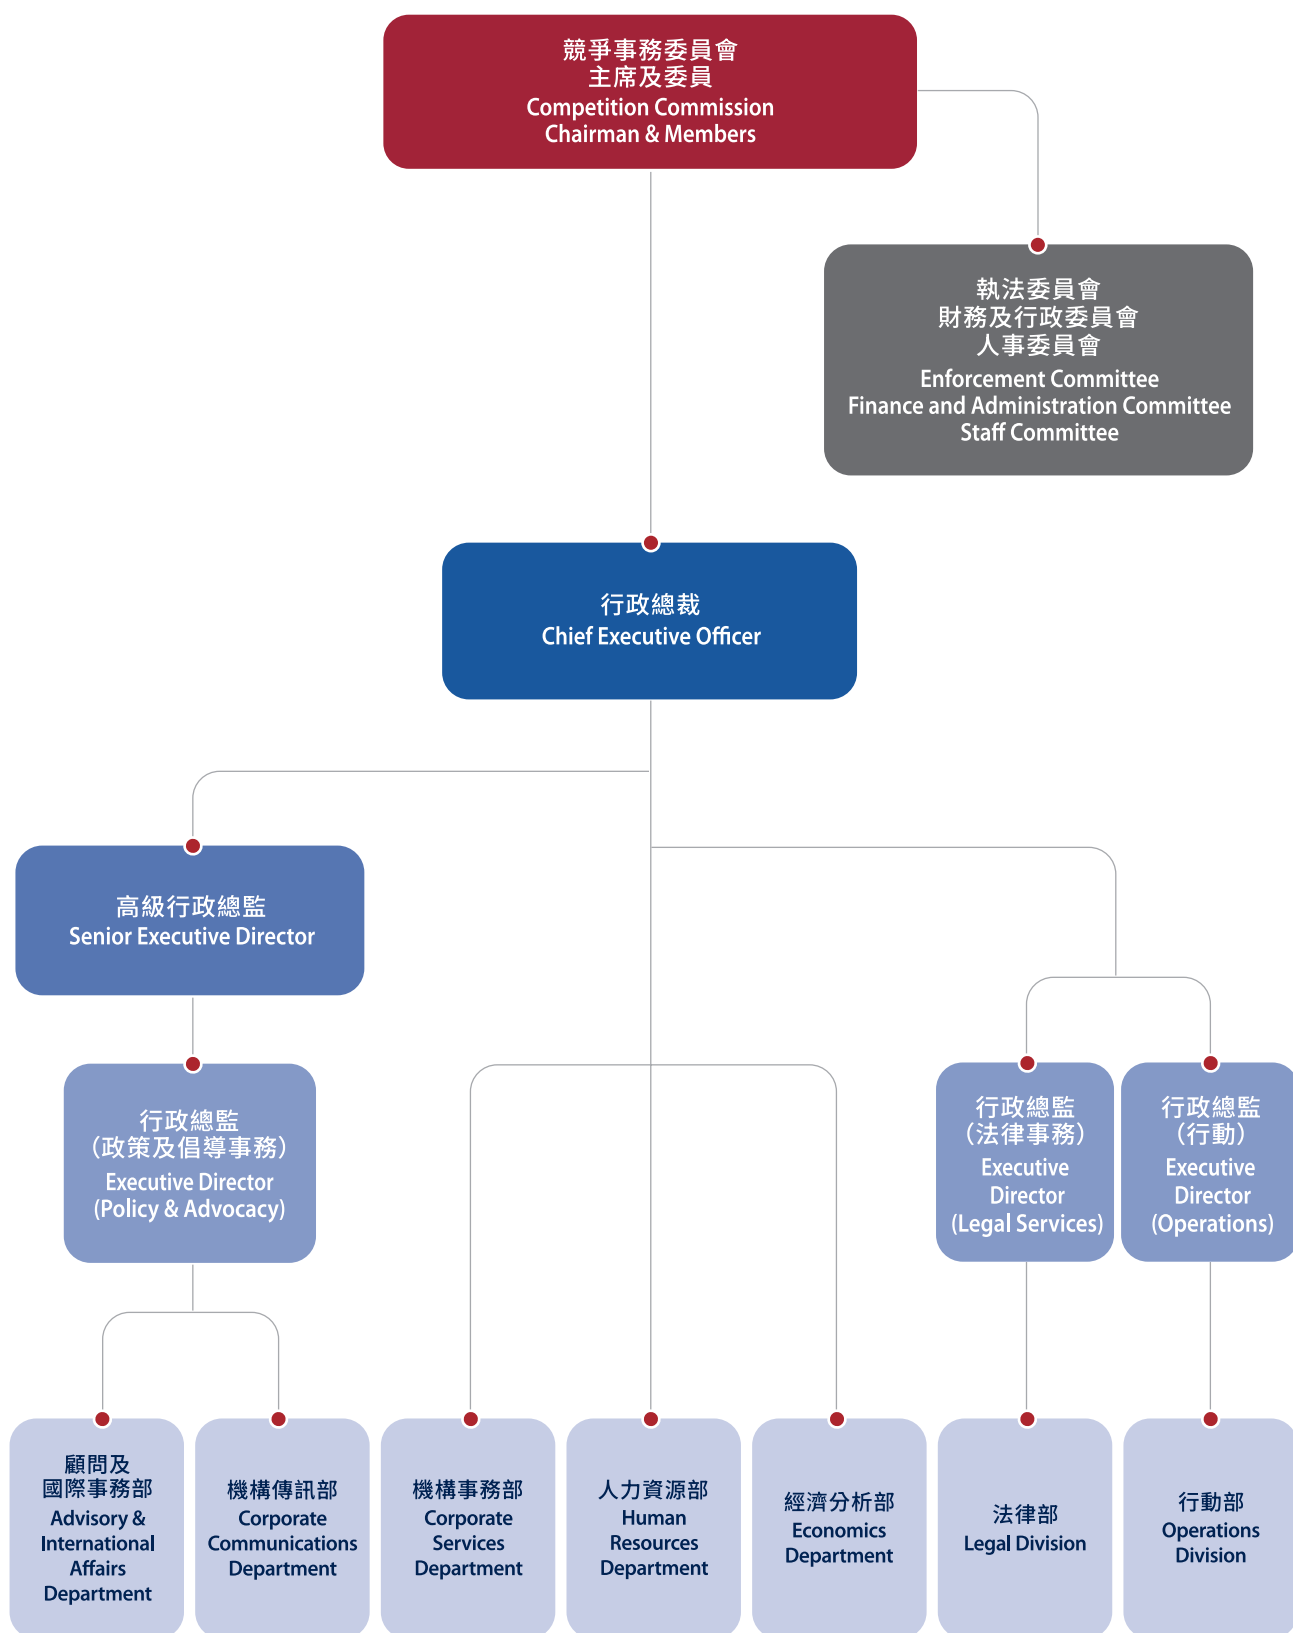 競爭事務委員會
主席及委員
Competition Commission
Chairman & Members
執法委員會
財務及行政委員會
人事委員會
Enforcement Committee
Finance and Administration Committee
Staff Committee
行政總裁
Chief Executive Officer
高級行政總監
Senior Executive Director
行政總監
（政策及倡導事務）
Executive Director
(Policy & Advocacy)
行政總監
（法律事務）
Executive
Director
(Legal Services)
行政總監
（行動）
Executive
Director
(Operations)
顧問及
國際事務部
Advisory &
International
Affairs
Department
機構傳訊部
Corporate
Communications
Department
機構事務部
Corporate
Services
Department
人力資源部
Human
Resources
Department
經濟分析部
Economics
Department
法律部
Legal Division
行動部
Operations
Division